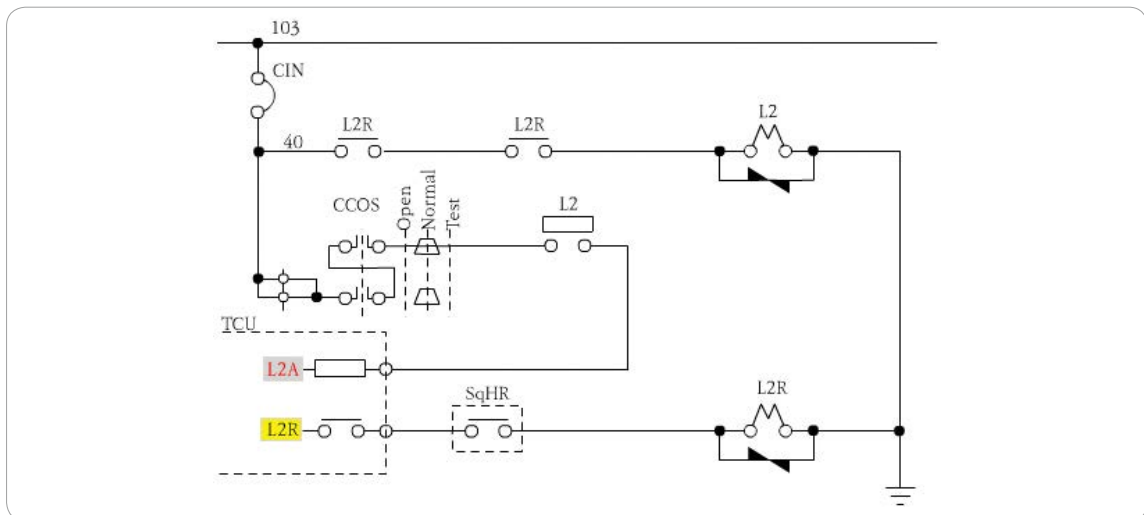 103
CIN
40
L2R
L2R
L2
CCOS
Open
Normal
Test
L2
TCU
L2A
L2R
SqHR
L2R